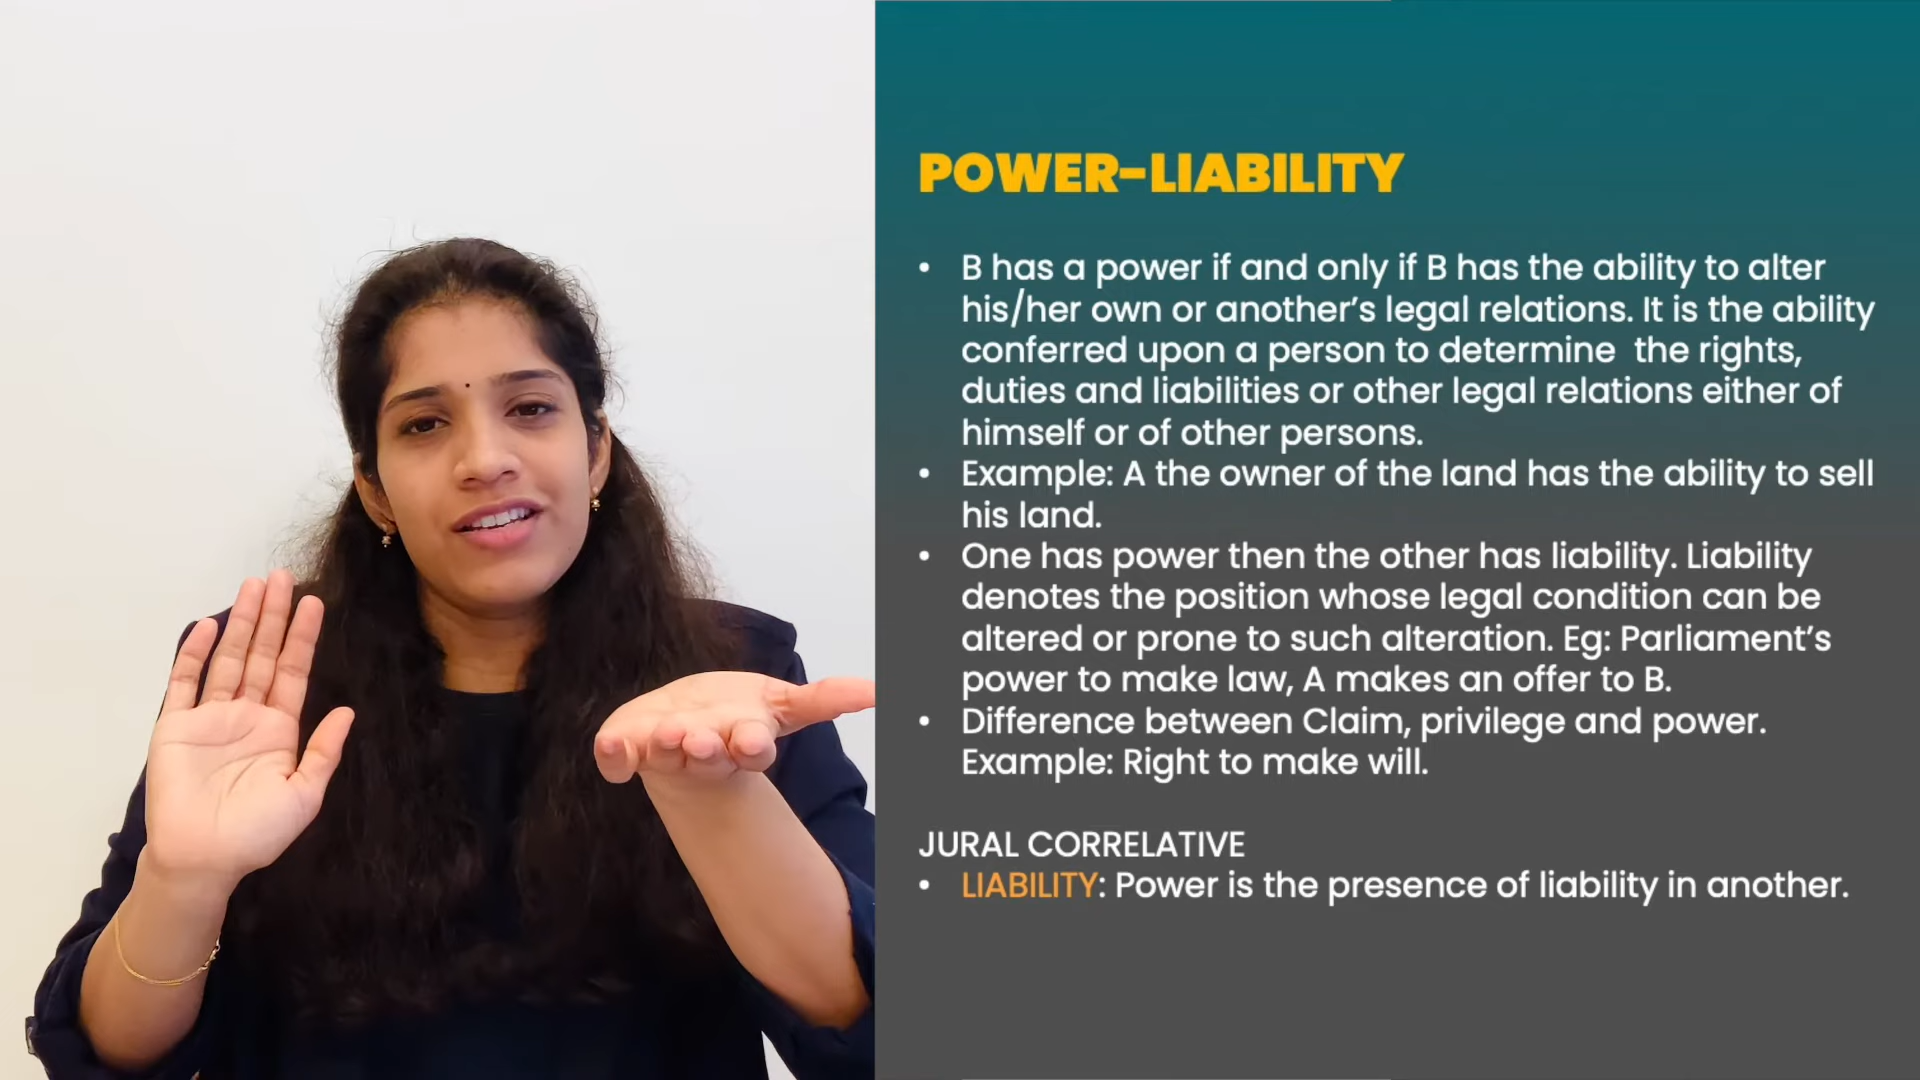 POWER-LIABILITY
• B has a power if and only if B has the ability to alter
his/her own or another's legal relations. It is the ability
conferred upon a person to determine the rights,
duties and liabilities or other legal relations either of
himself or of other persons.
• Example: A the owner of the land has the ability to sell
his land.
• One has power then the other has liability. Liability
denotes the position whose legal condition can be
altered or prone to such alteration. Eg: Parliament's
power to make law, A makes an offer to B.
• Difference between Claim, privilege and power.
Example: Right to make will.
JURAL CORRELATIVE
• LIABILITY: Power is the presence of liability in another.